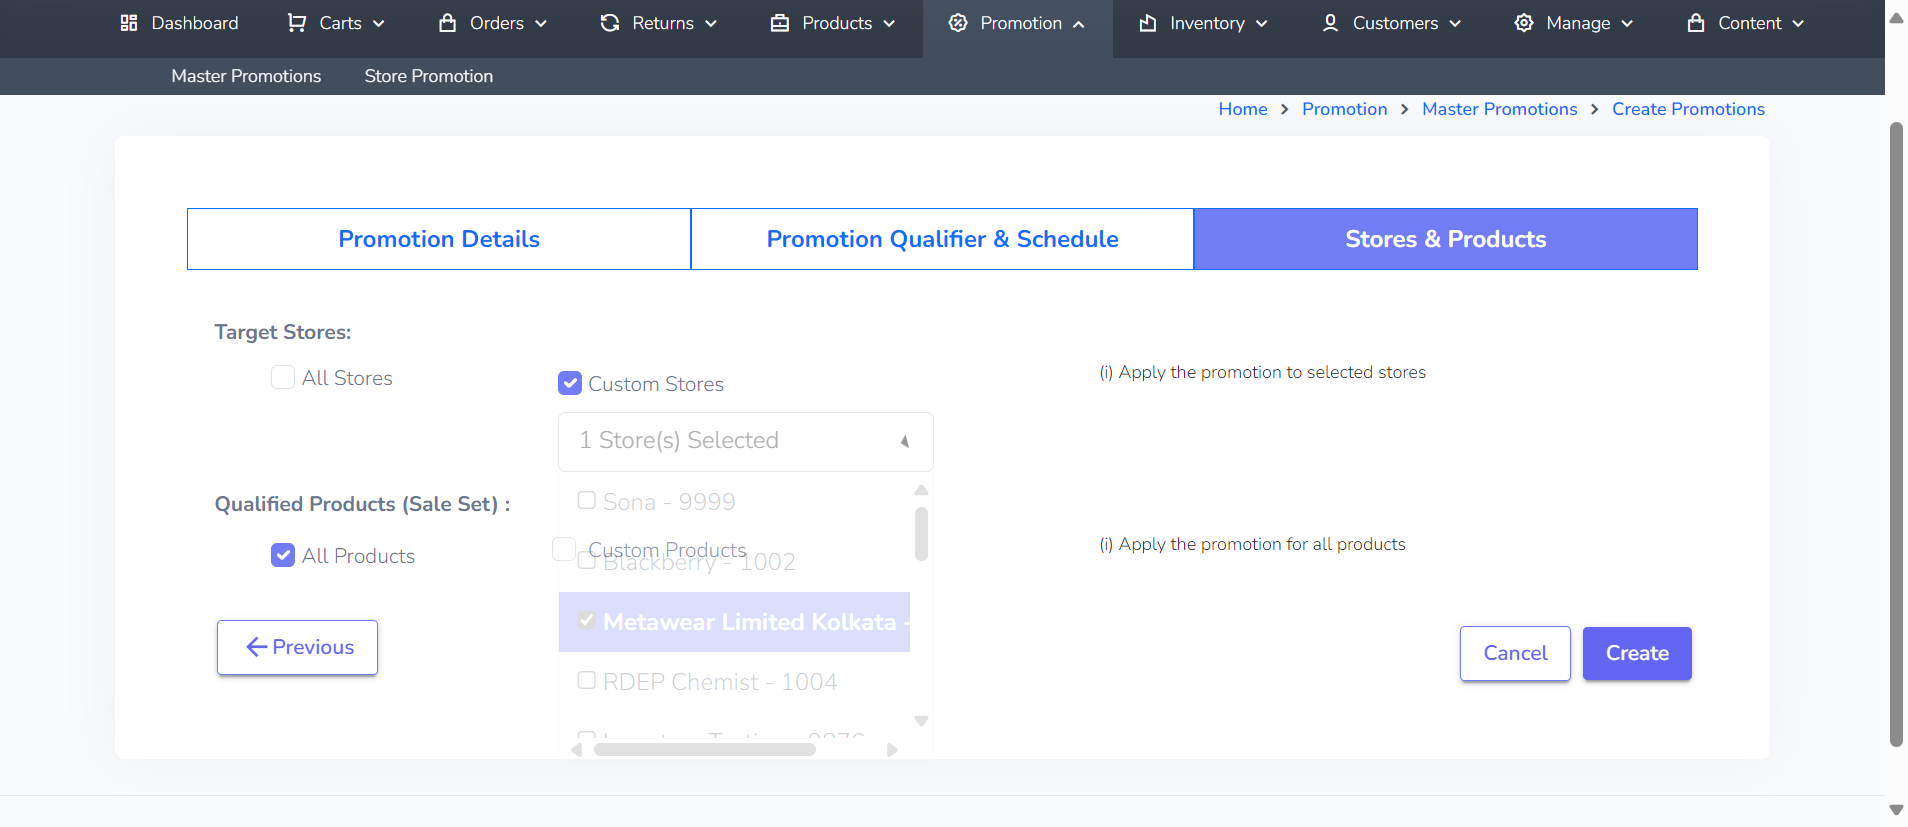 Dashboard Carts Orders Returns Products Promotion Inventory Customers Manage Content
Master Promotions Store Promotion
Home > Promotion > Master Promotions > Create Promotions
Promotion Details Promotion Qualifier & Schedule Stores & Products
Target Stores:
All Stores Custom Stores (i) Apply the promotion to selected stores
1 Store(s) Selected
Qualified Products (Sale Set) :
Sona - 9999
All Products Custom Products (i) Apply the promotion for all products
Blackberry - 1002
Metawear Limited Kolkata -
Previous Cancel Create
RDEP Chemist - 1004